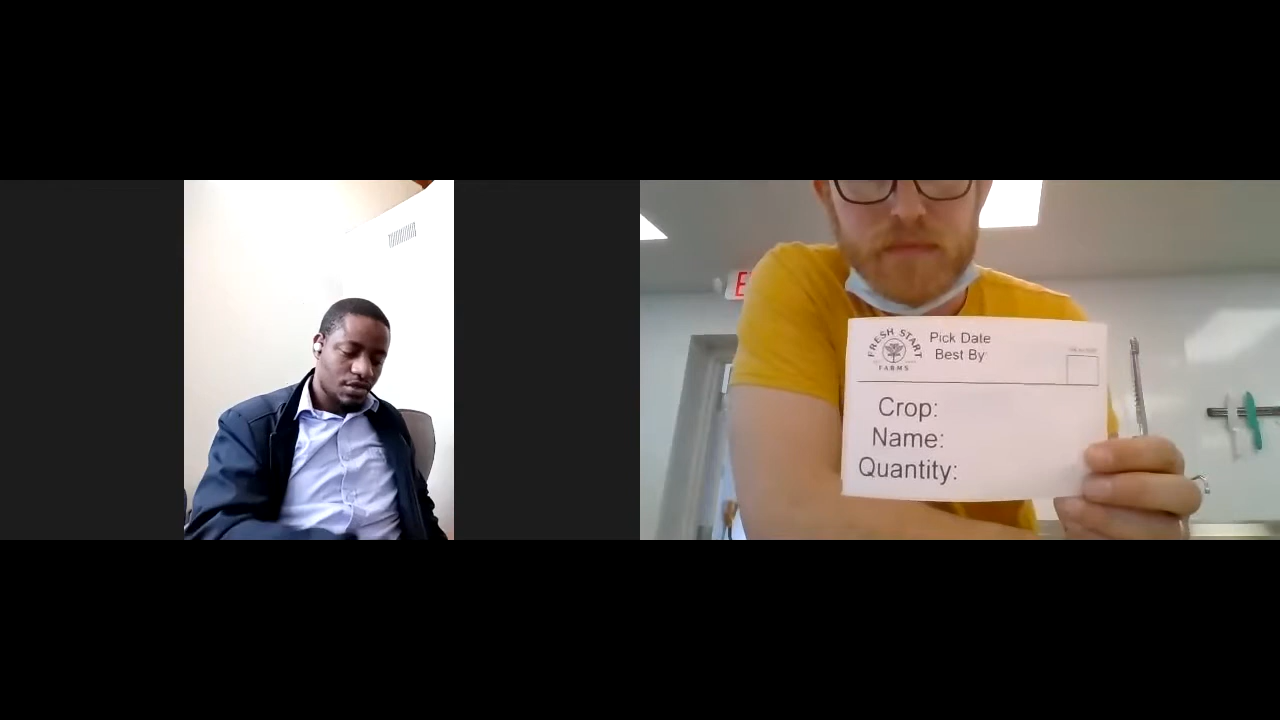 E
FRESH START
FARMS
Pick Date
Best By
Crop:
Name:
Quantity: